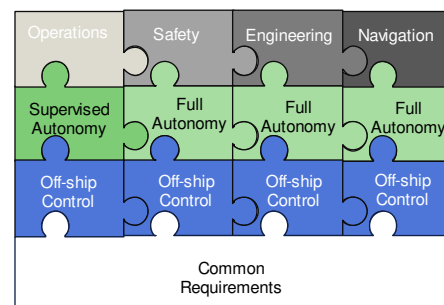 Operations Safety Engineering Navigation
Supervised Autonomy
Full Autonomy
Full Autonomy
Full Autonomy
Off-ship Control
Off-ship Control
Off-ship Control
Off-ship Control
Common
Requirements